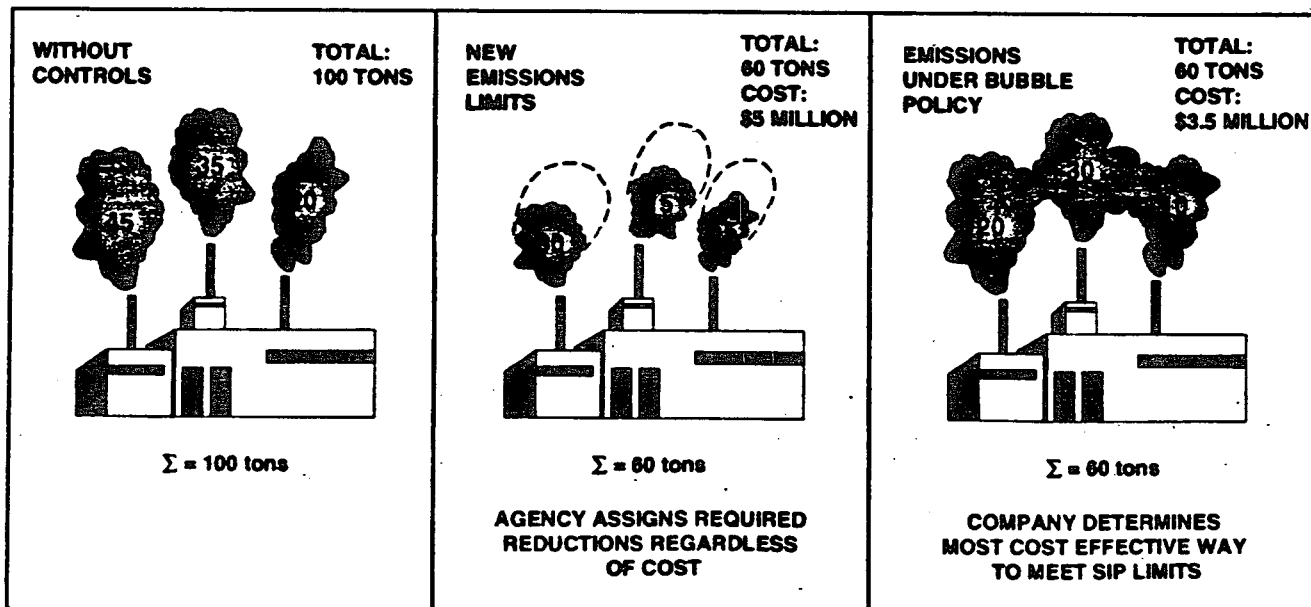 WITHOUT
CONTROLS
TOTAL:
100 TONS
45
35
20
Σ = 100 tons
NEW
EMISSIONS
LIMITS
TOTAL:
60 TONS
COST:
$5 MILLION
Σ = 60 tons
AGENCY ASSIGNS REQUIRED
REDUCTIONS REGARDLESS
OF COST
EMISSIONS
UNDER BUBBLE
POLICY
TOTAL:
60 TONS
COST:
$3.5 MILLION
20
30
Σ = 60 tons
COMPANY DETERMINES
MOST COST EFFECTIVE WAY
TO MEET SIP LIMITS